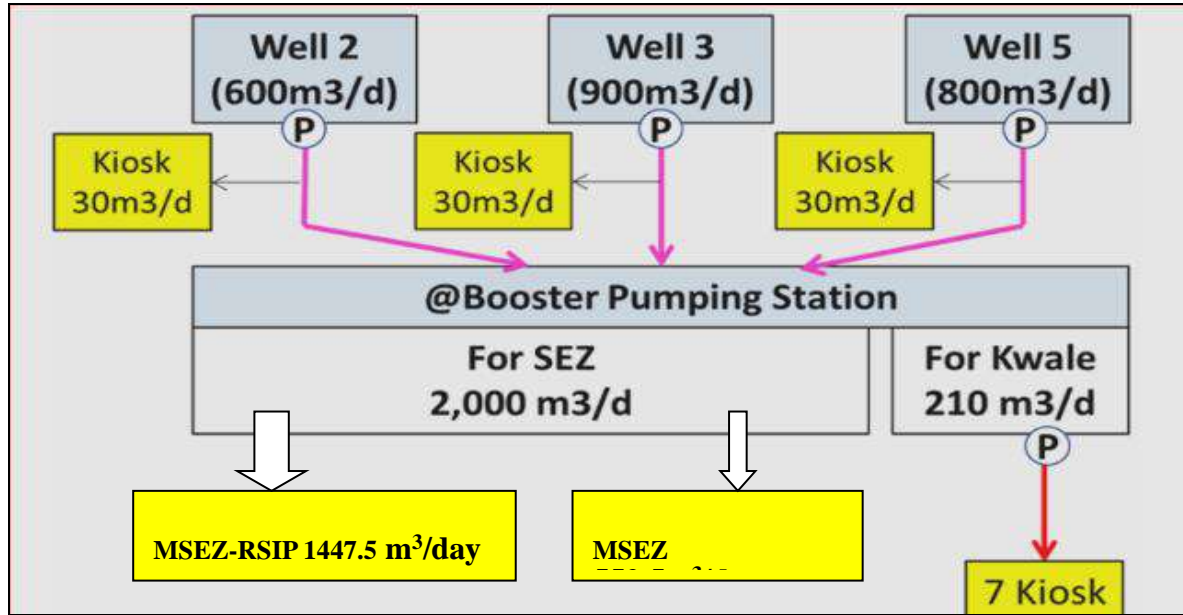 Well 2
(600m3/d)
Well 3
(900m3/d)
Well 5
(800m3/d)
P
P
P
Kiosk
30m3/d
Kiosk
30m3/d
Kiosk
30m3/d
@Booster Pumping Station
For SEZ
2,000 m3/d
For Kwale
210 m3/d
P
MSEZ-RSIP 1447.5 m³/day
MSEZ
7 Kiosk